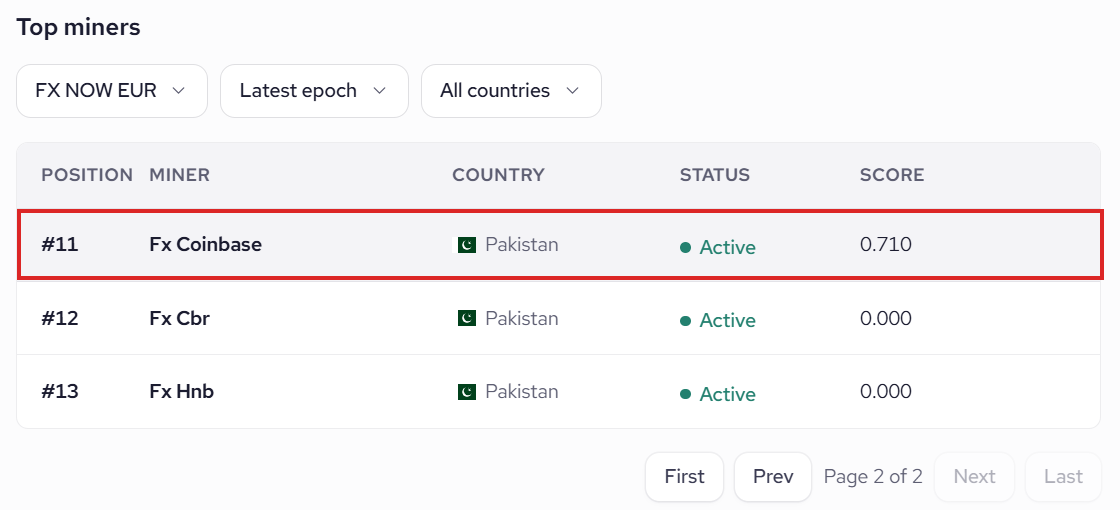 Top miners
FX NOW EUR Latest epoch All countries
POSITION MINER COUNTRY STATUS SCORE
#11 Fx Coinbase Pakistan Active 0.710
#12 Fx Cbr Pakistan Active 0.000
#13 Fx Hnb Pakistan Active 0.000
First Prev Page 2 of 2 Next Last